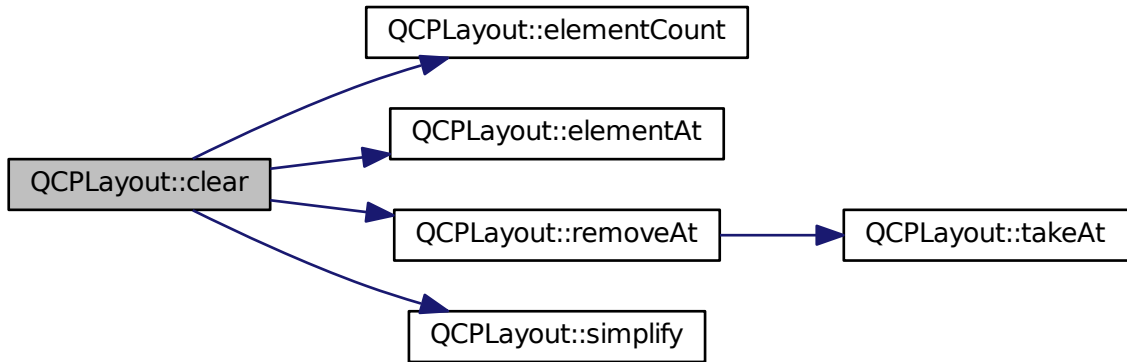 QCPLayout::elementCount
QCPLayout::elementAt
QCPLayout::clear
QCPLayout::removeAt
QCPLayout::takeAt
QCPLayout::simplify